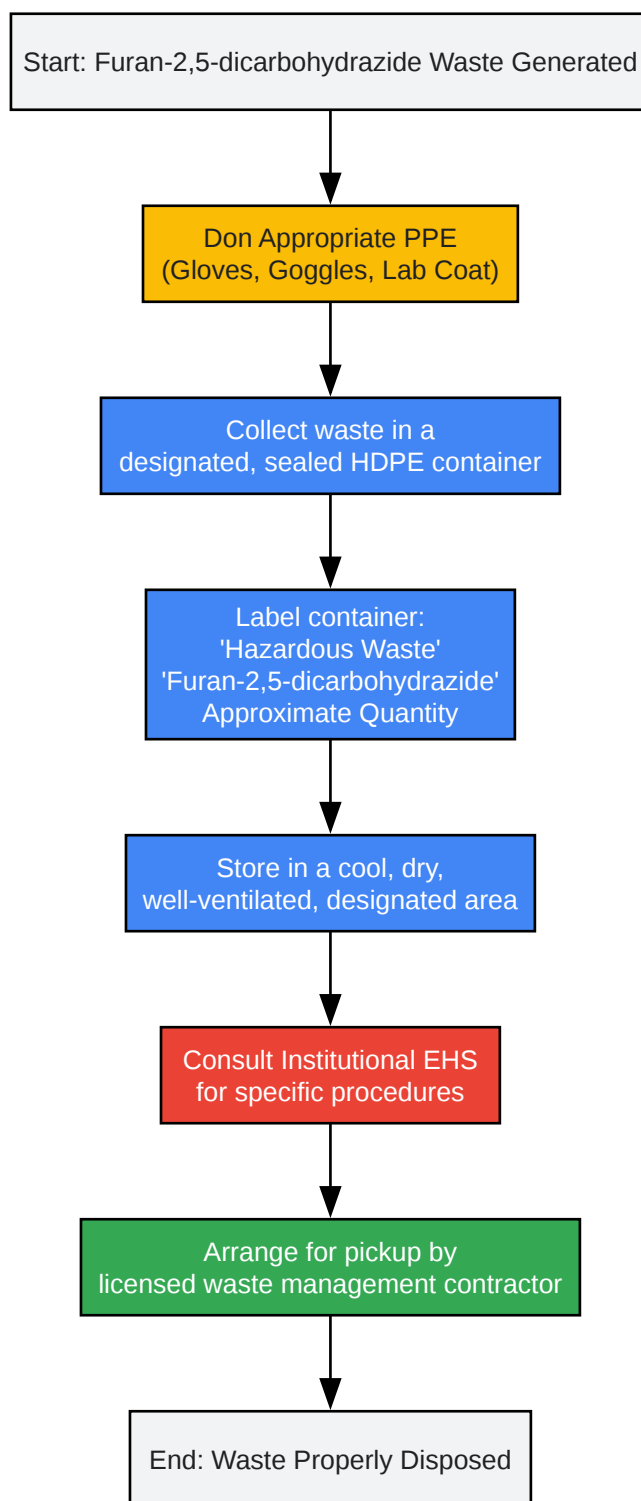 Start: Furan-2,5-dicarbohydrazide Waste Generated
Don Appropriate PPE
(Gloves, Goggles, Lab Coat)
Collect waste in a
designated, sealed HDPE container
Label container:
'Hazardous Waste'
'Furan-2,5-dicarbohydrazide'
Approximate Quantity
Store in a cool, dry,
well-ventilated, designated area
Consult Institutional EHS
for specific procedures
Arrange for pickup by
licensed waste management contractor
End: Waste Properly Disposed